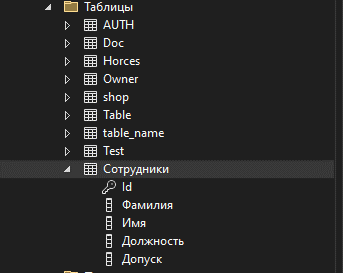 Таблицы
AUTH
Doc
Horces
Owner
shop
Table
table_name
Test
Сотрудники
Id
Фамилия
Имя
Должность
Допуск